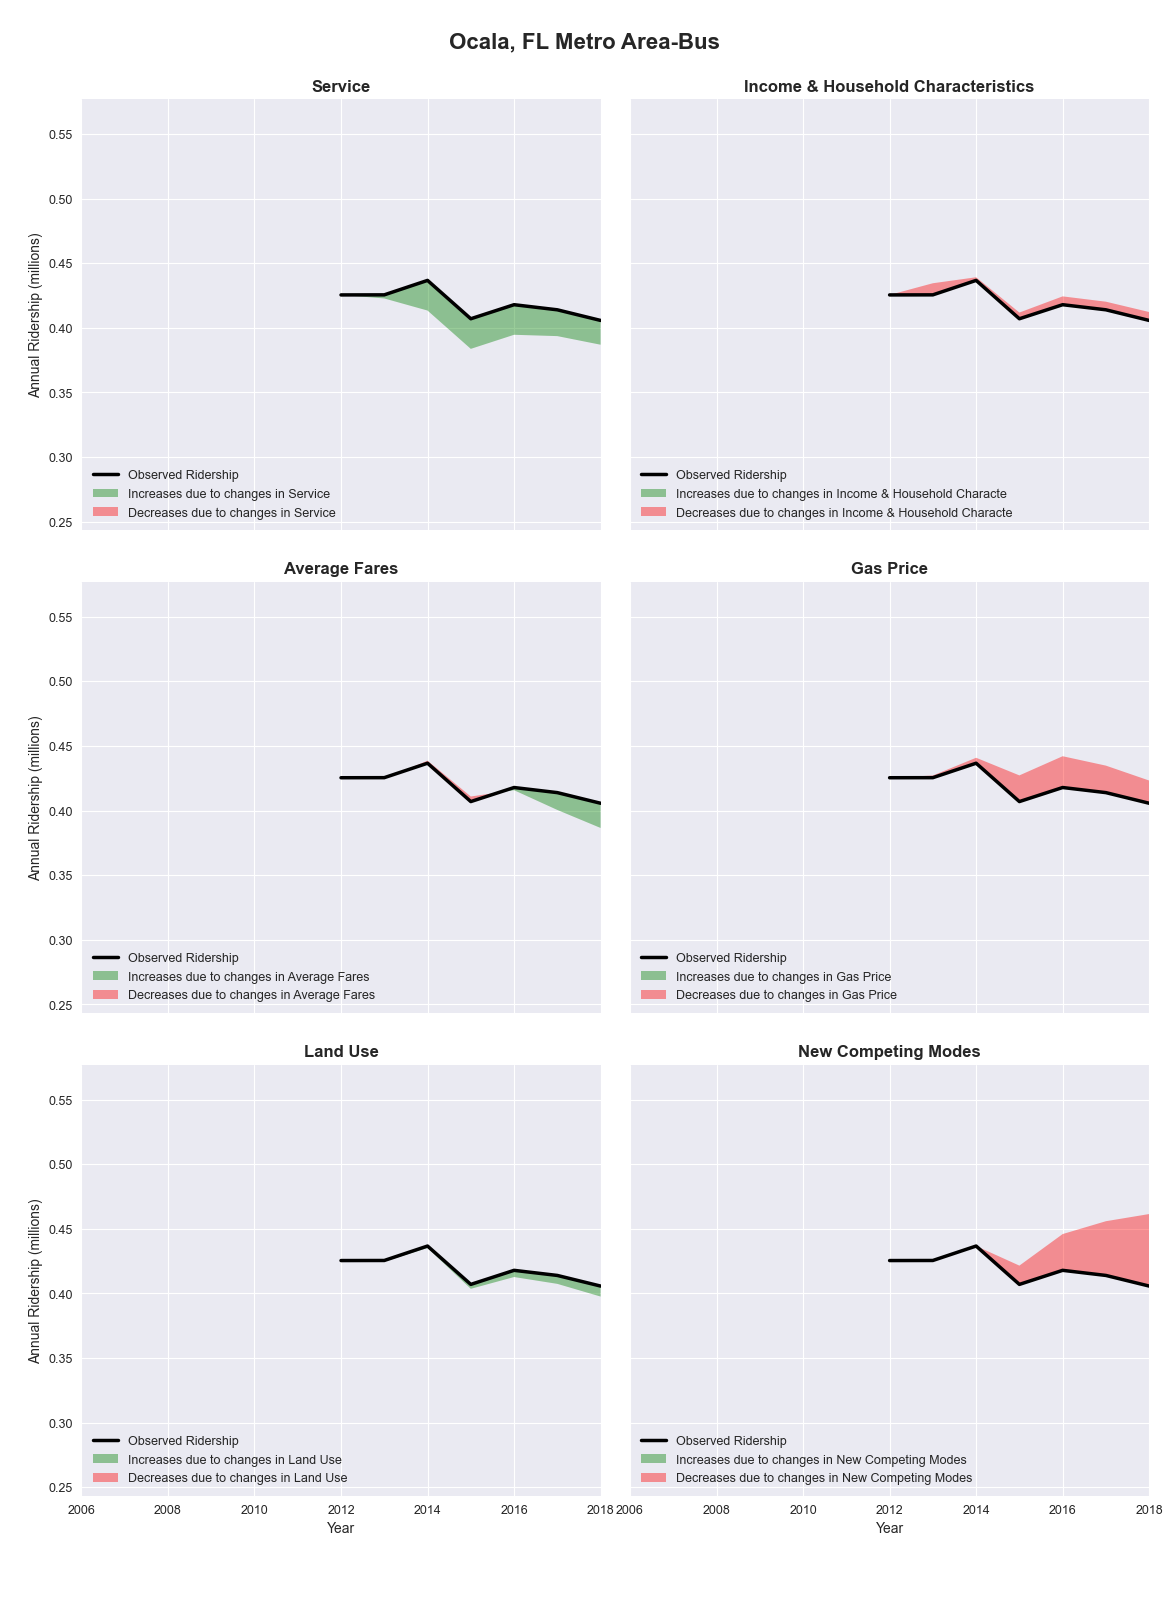 Ocala, FL Metro Area-Bus
Service
0.55
0.50
0.45
0.40
0.35
0.30
0.25
Annual Ridership (millions)
Observed Ridership
Increases due to changes in Service
Decreases due to changes in Service
Income & Household Characteristics
Observed Ridership
Increases due to changes in Income & Household Characte
Decreases due to changes in Income & Household Characte
Average Fares
0.55
0.50
0.45
0.40
0.35
0.30
0.25
Annual Ridership (millions)
Observed Ridership
Increases due to changes in Average Fares
Decreases due to changes in Average Fares
Gas Price
Observed Ridership
Increases due to changes in Gas Price
Decreases due to changes in Gas Price
Land Use
0.55
0.50
0.45
0.40
0.35
0.30
0.25
Annual Ridership (millions)
Observed Ridership
Increases due to changes in Land Use
Decreases due to changes in Land Use
2006 2008 2010 2012 2014 2016 2018
Year
New Competing Modes
Observed Ridership
Increases due to changes in New Competing Modes
Decreases due to changes in New Competing Modes
2006 2008 2010 2012 2014 2016 2018
Year